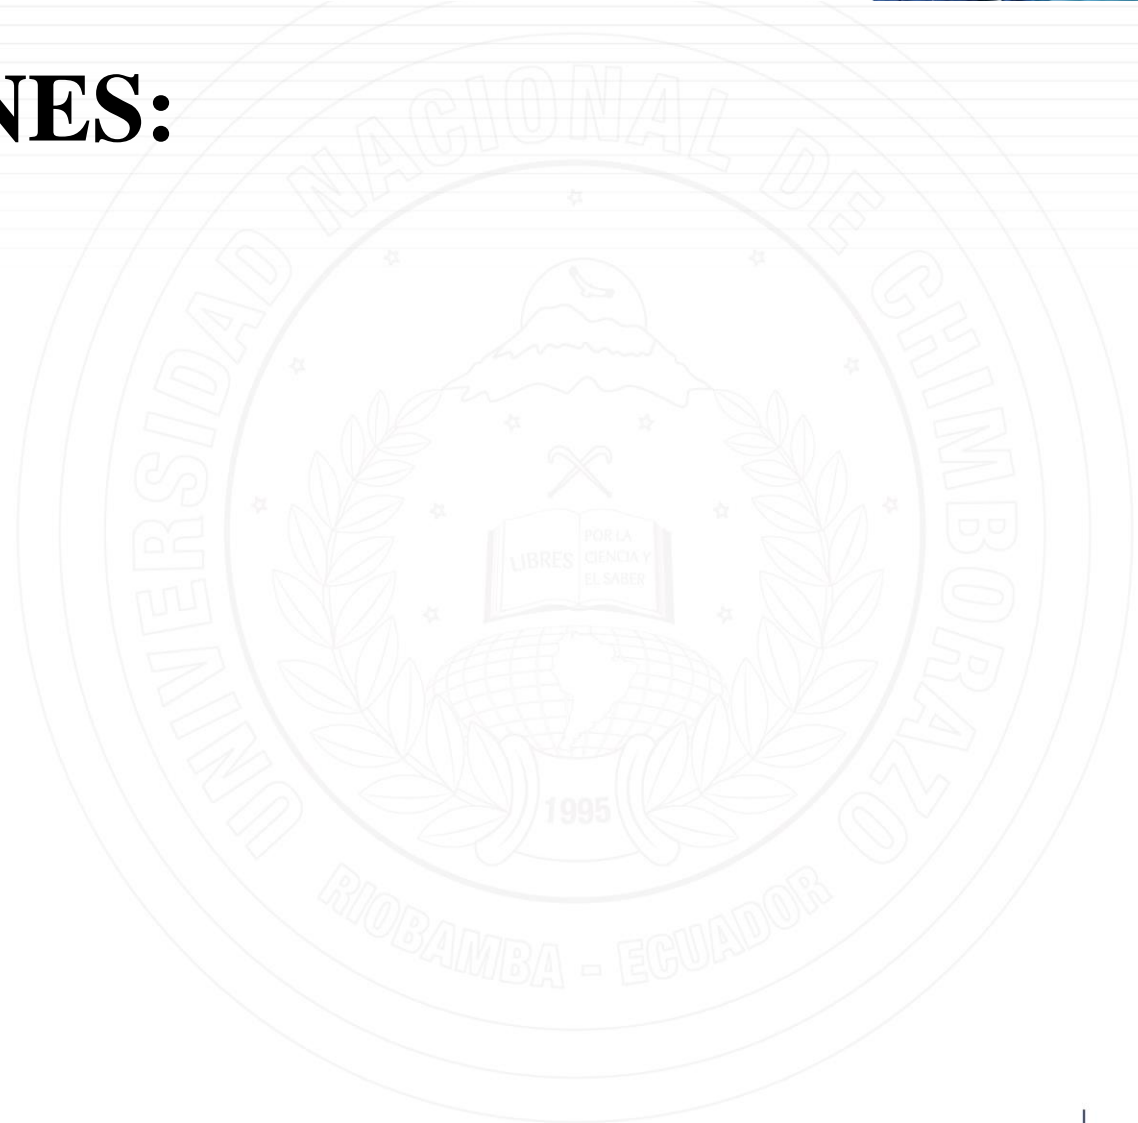 NES:
UNIVERSIDAD NACIONAL DE CHIMBORAZO
LIBRES
POR LA
CIENCIA Y
EL SABER
1995
RIOBAMBA - ECUADOR